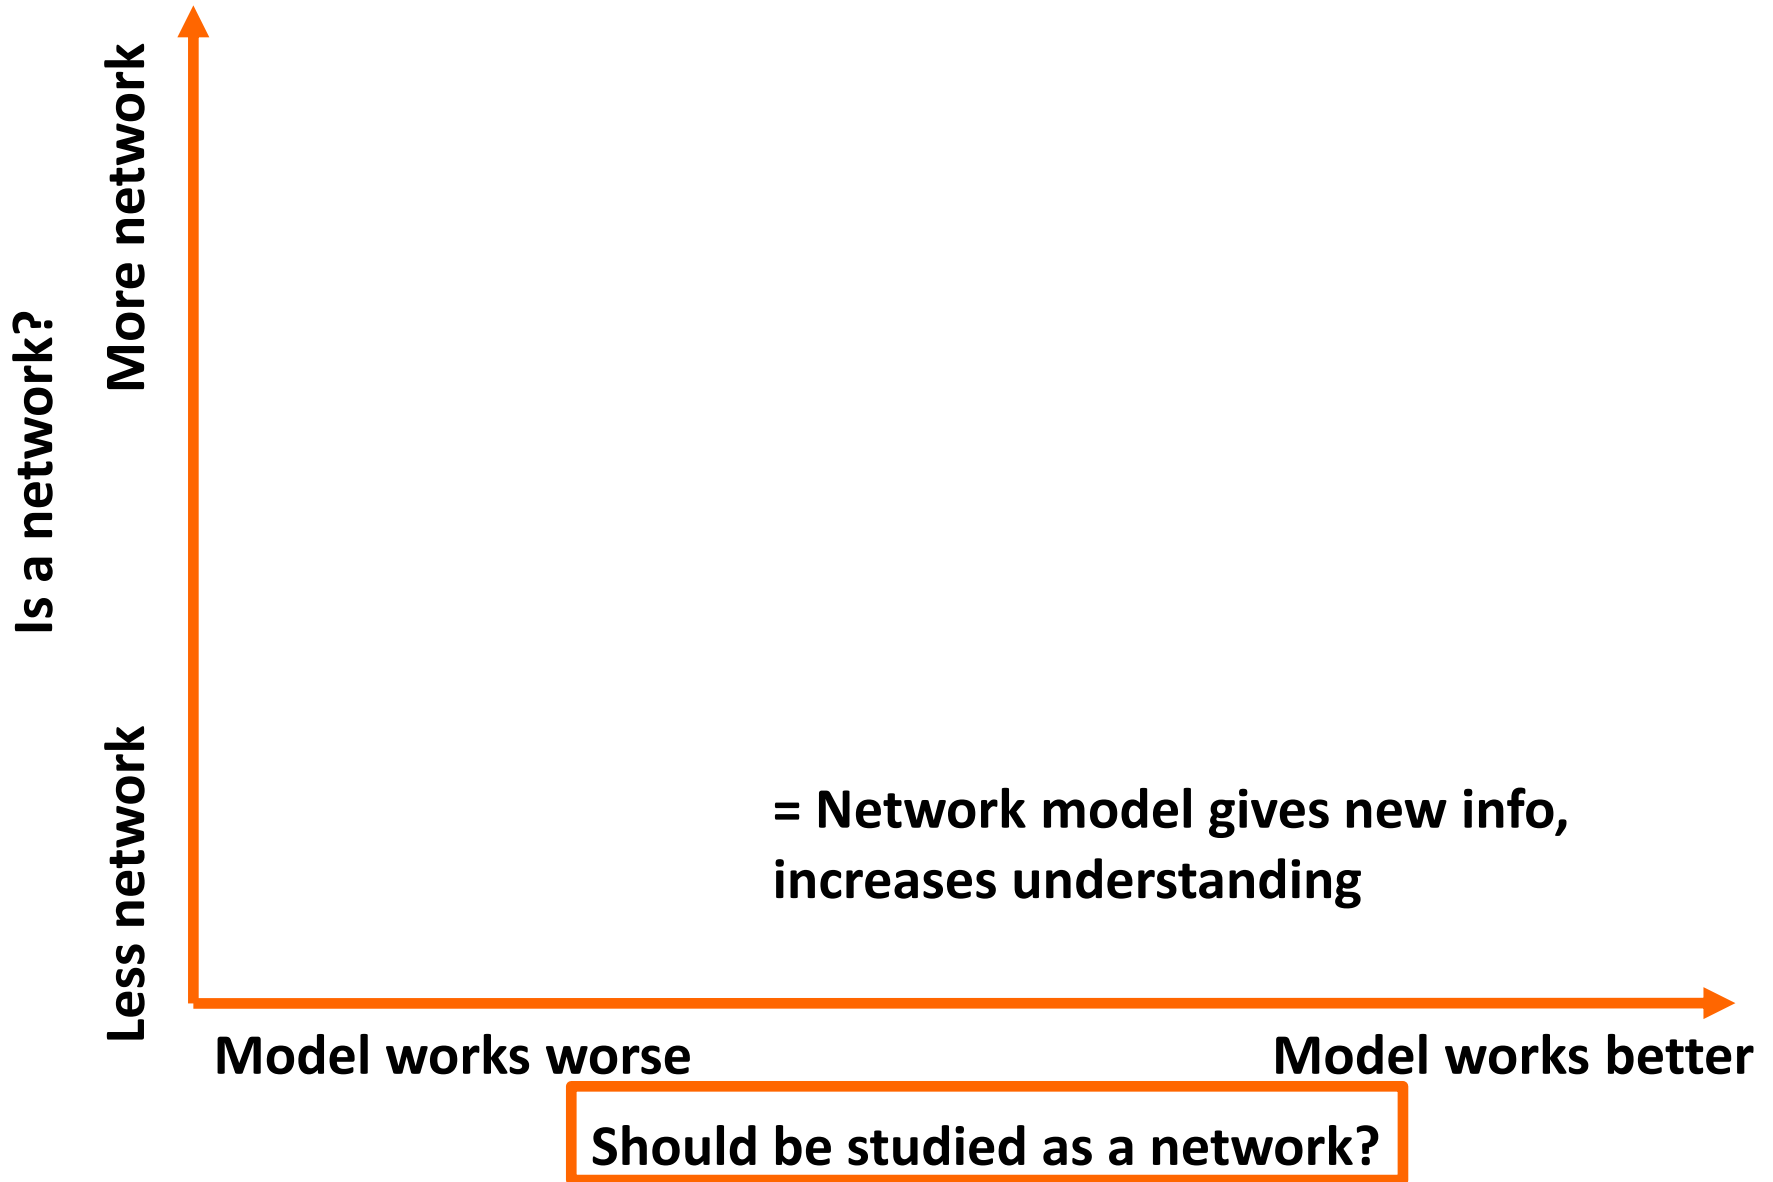 Is a network?
More network
Less network
= Network model gives new info,
increases understanding
Model works worse
Model works better
Should be studied as a network?